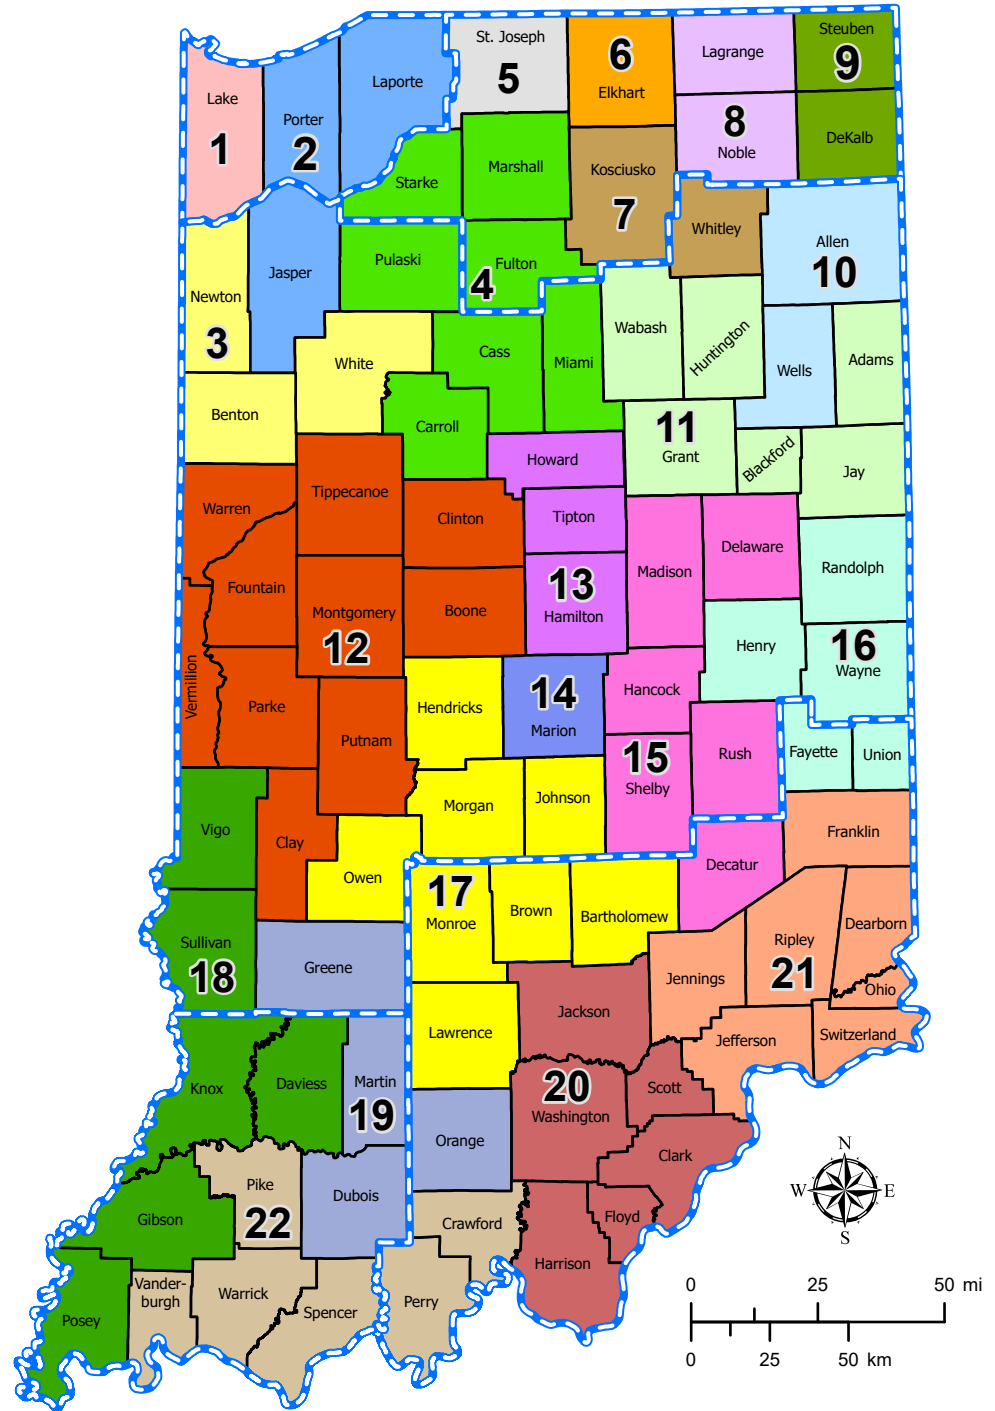 St. Joseph
5
6
Elkhart
Lagrange
Steuben
9
Lake
1
Porter
2
Laporte
8
Noble
DeKalb
Starke
Marshall
Kosciusko
7
Whitley
Allen
10
Newton
3
Jasper
Pulaski
Fulton
4
Wabash
Huntington
Wells
Adams
White
Cass
Miami
Benton
Carroll
11
Grant
Blackford
Jay
Howard
Warren
Tippecanoe
Clinton
Tipton
Madison
Delaware
Randolph
Fountain
Montgomery
12
Boone
13
Hamilton
Henry
16
Wayne
Vermillion
Parke
Putnam
Hendricks
14
Marion
Hancock
15
Shelby
Rush
Fayette
Union
Vigo
Clay
Owen
Morgan
Johnson
Decatur
Franklin
Sullivan
18
Greene
17
Monroe
Brown
Bartholomew
Jennings
Ripley
21
Dearborn
Ohio
Knox
Daviess
Martin
19
Lawrence
Jackson
Jefferson
Switzerland
Orange
20
Washington
Scott
Clark
Gibson
Pike
22
Dubois
Crawford
Harrison
Floyd
Posey
Vander-
burgh
Warrick
Spencer
Perry
N
W E
S
0 25 50 mi
0 25 50 km